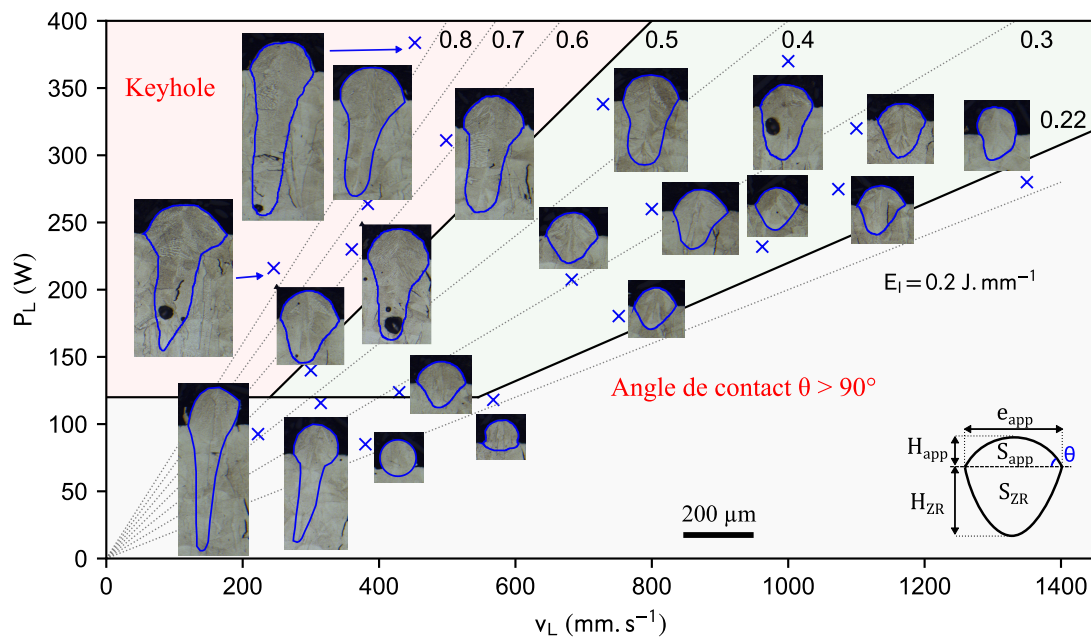 400
350
300
250
200
150
100
50
0
P_L (W)
0.8
0.7
0.6
0.5
0.4
0.3
0.22
Keyhole
E_l = 0.2 J. mm⁻¹
Angle de contact θ > 90°
e_app
H_app
S_app
θ
H_ZR
S_ZR
200 µm
0
200
400
600
800
1000
1200
1400
v_L (mm. s⁻¹)